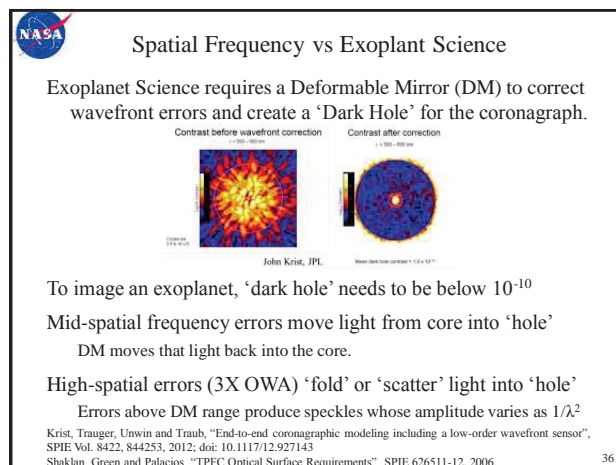 NASA
Spatial Frequency vs Exoplant Science
Exoplanet Science requires a Deformable Mirror (DM) to correct
wavefront errors and create a ‘Dark Hole’ for the coronagraph.
Contrast before wavefront correction
Contrast after correction
John Krist, JPL
To image an exoplanet, ‘dark hole’ needs to be below 10⁻¹⁰
Mid-spatial frequency errors move light from core into ‘hole’
DM moves that light back into the core.
High-spatial errors (3X OWA) ‘fold’ or ‘scatter’ light into ‘hole’
Errors above DM range produce speckles whose amplitude varies as 1/λ²
Krist, Trauger, Unwin and Traub, “End-to-end coronagraphic modeling including a low-order wavefront sensor”,
SPIE Vol. 8422, 844253, 2012; doi: 10.1117/12.927143
Shaklan, Green and Palacios, “TPFC Optical Surface Requirements”, SPIE 626511-12, 2006.
36